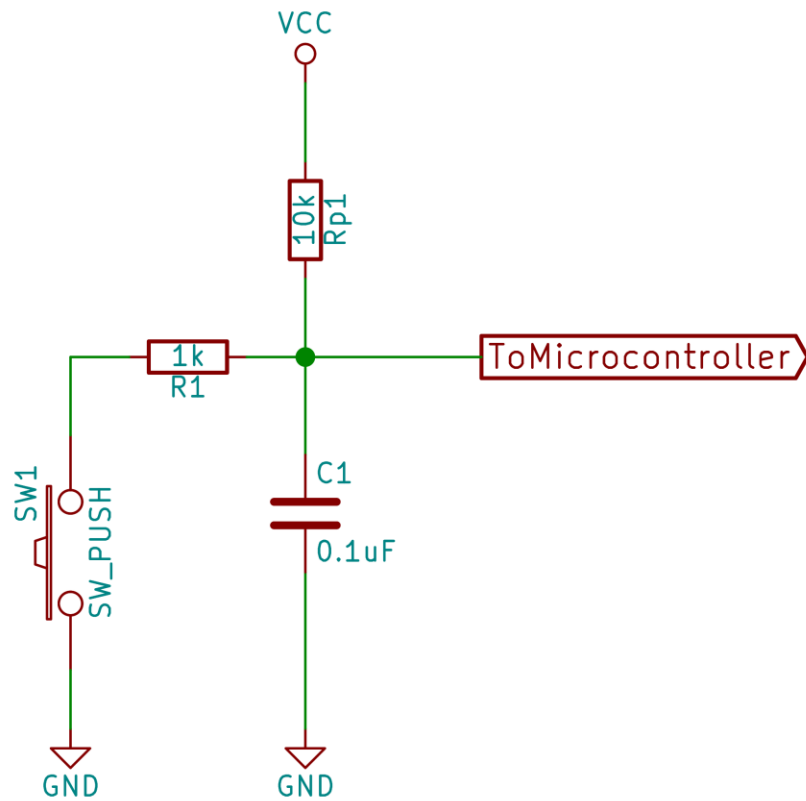 VCC
10k
Rp1
1k
R1
ToMicrocontroller
SW1
SW_PUSH
C1
0.1uF
GND
GND